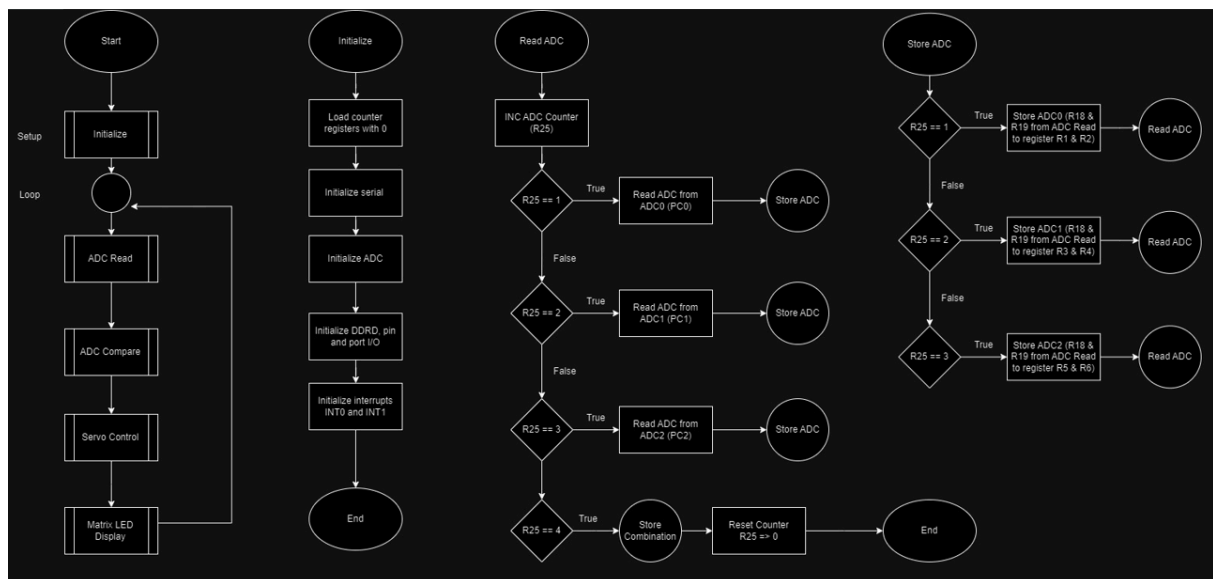 Start
Setup
Initialize
Loop
ADC Read
ADC Compare
Servo Control
Matrix LED
Display
Initialize
Load counter
registers with 0
Initialize serial
Initialize ADC
Initialize DDRD, pin
and port I/O
Initialize interrupts
INT0 and INT1
End
Read ADC
INC ADC Counter
(R25)
R25 == 1
True
Read ADC from
ADC0 (PC0)
Store ADC
False
R25 == 2
True
Read ADC from
ADC1 (PC1)
Store ADC
False
R25 == 3
True
Read ADC from
ADC2 (PC2)
Store ADC
R25 == 4
True
Store
Combination
Reset Counter
R25 => 0
End
Store ADC
R25 == 1
True
Store ADC0 (R18 &
R19 from ADC Read
to register R1 & R2)
Read ADC
False
R25 == 2
True
Store ADC1 (R18 &
R19 from ADC Read
to register R3 & R4)
Read ADC
False
R25 == 3
True
Store ADC2 (R18 &
R19 from ADC Read
to register R5 & R6)
Read ADC